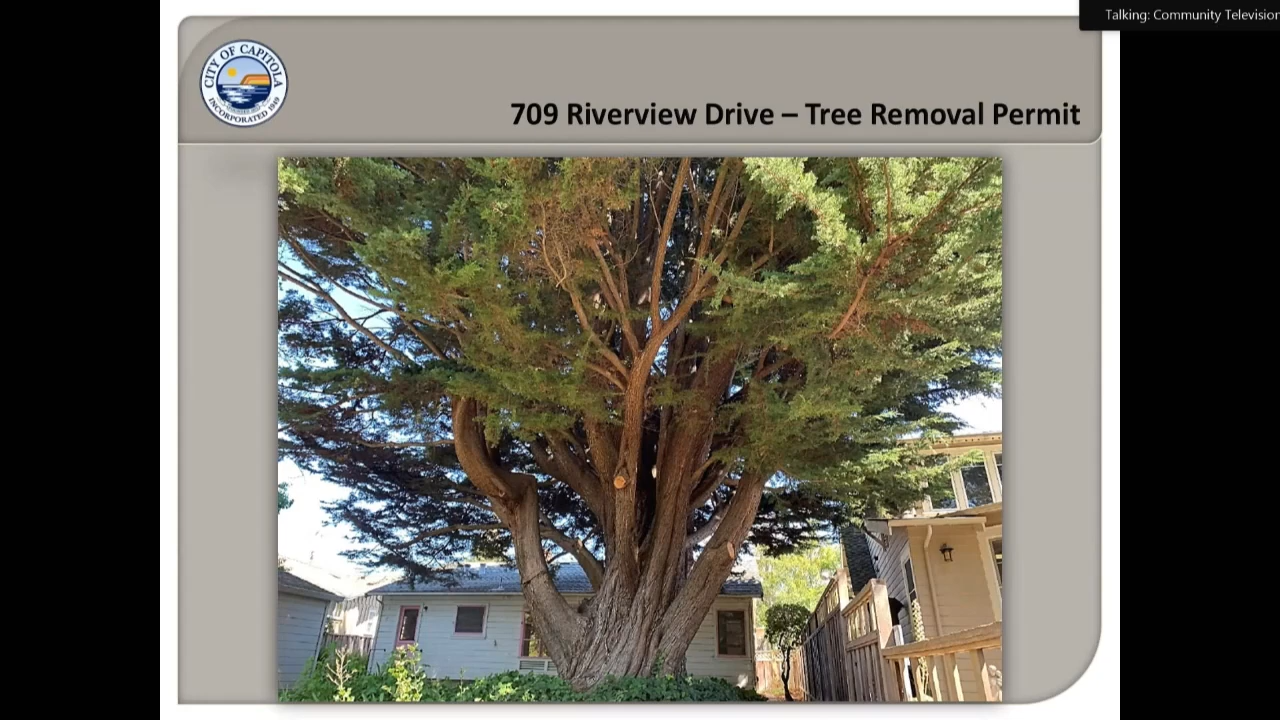 Talking: Community Television
CITY OF CAPITOLA
INCORPORATED 1949
709 Riverview Drive – Tree Removal Permit